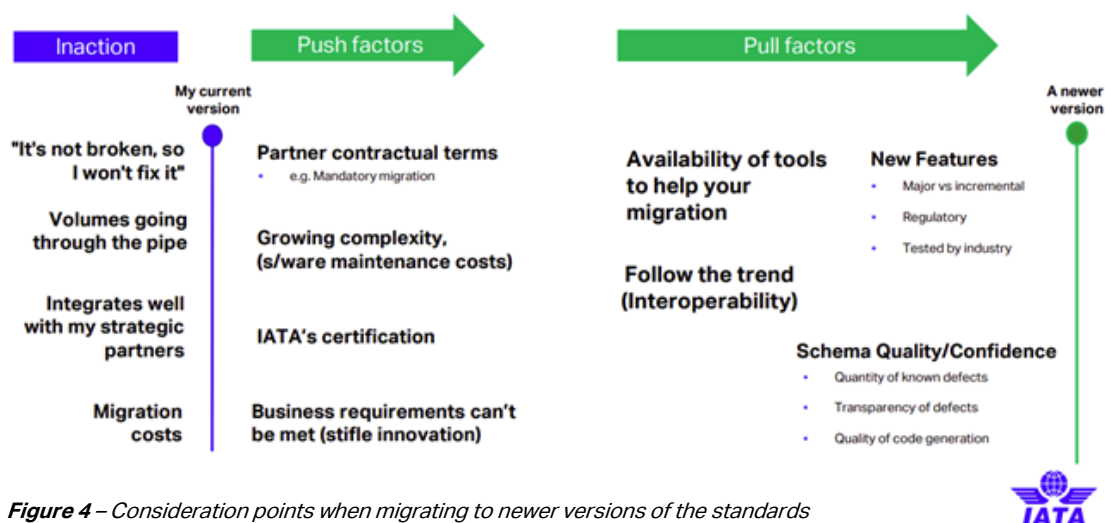 Inaction
Push factors
Pull factors
My current
version
A newer
version
"It's not broken, so
I won't fix it"
Volumes going
through the pipe
Integrates well
with my strategic
partners
Migration
costs
Partner contractual terms
• e.g. Mandatory migration
Growing complexity,
(s/ware maintenance costs)
IATA's certification
Business requirements can't
be met (stifle innovation)
Availability of tools
to help your
migration
Follow the trend
(Interoperability)
New Features
• Major vs incremental
• Regulatory
• Tested by industry
Schema Quality/Confidence
• Quantity of known defects
• Transparency of defects
• Quality of code generation
Figure 4 – Consideration points when migrating to newer versions of the standards
IATA